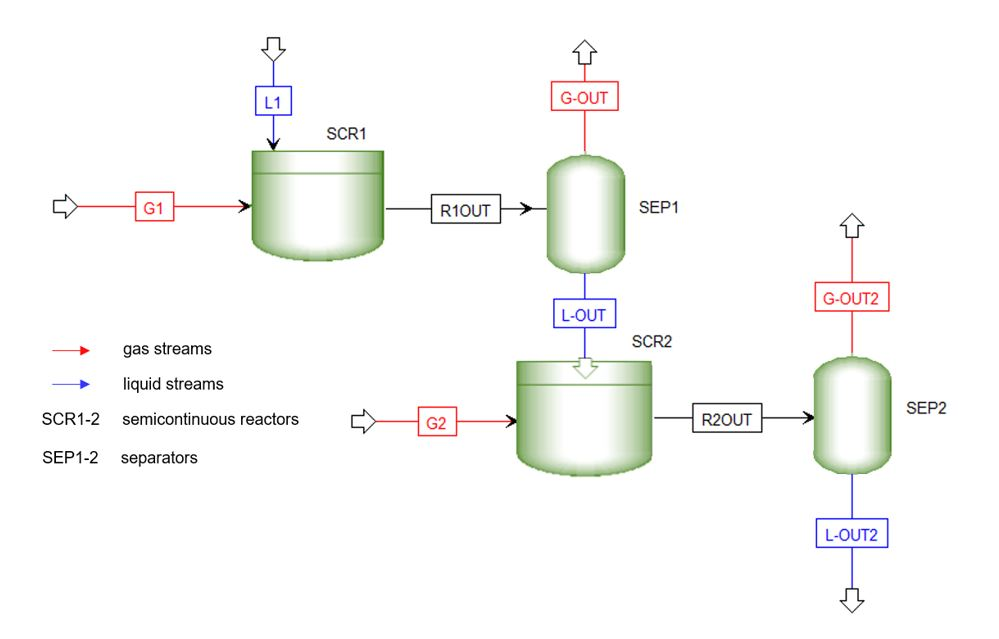 L1
SCR1
G-OUT
G1
R1OUT
SEP1
G-OUT2
L-OUT
SCR2
gas streams
liquid streams
SCR1-2 semicontinuous reactors
SEP1-2 separators
G2
R2OUT
SEP2
L-OUT2